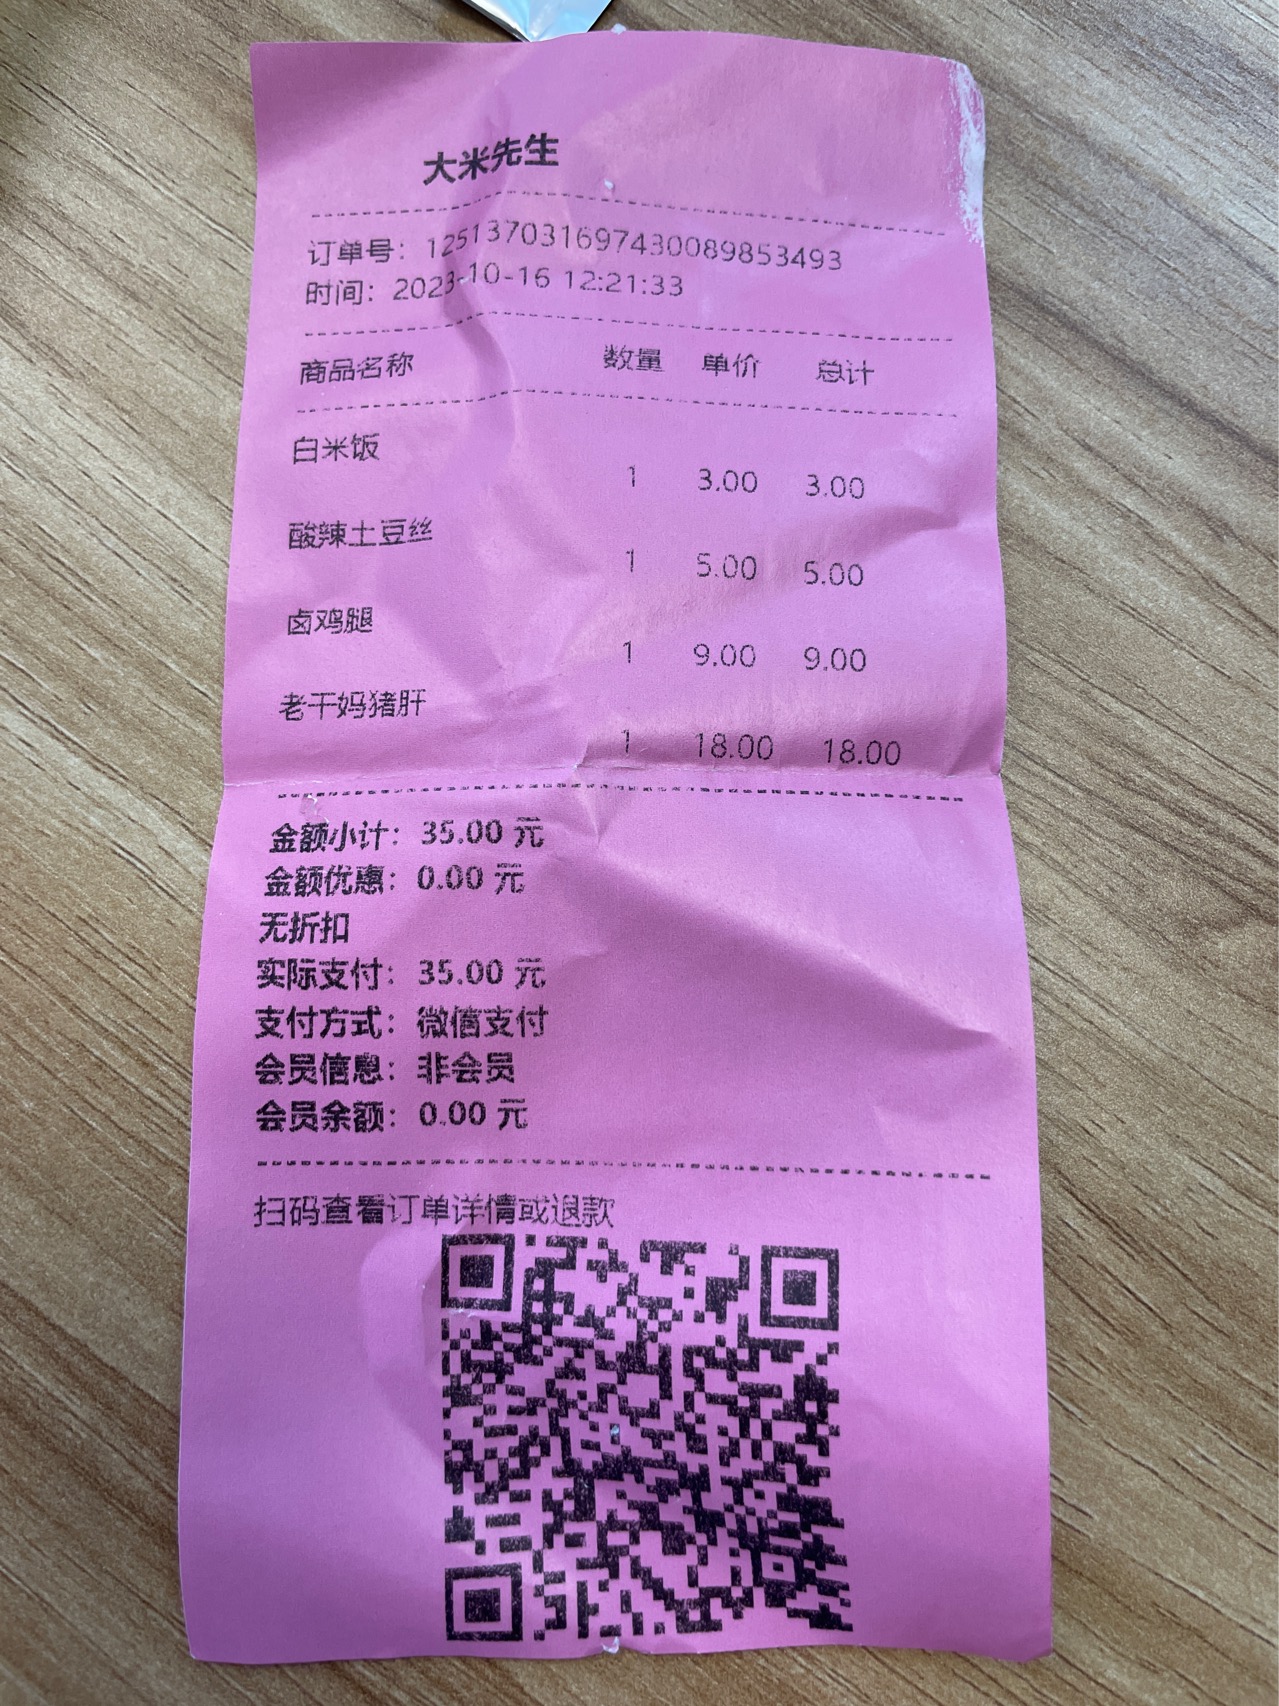 大米先生
订单号：12513703169743008985​3493
时间：2023-10-16 12:21:33
商品名称 数量 单价 总计
白米饭
1 3.00 3.00
酸辣土豆丝
1 5.00 5.00
卤鸡腿
1 9.00 9.00
老干妈猪肝
1 18.00 18.00
金额小计：35.00 元
金额优惠：0.00 元
无折扣
实际支付：35.00 元
支付方式：微信支付
会员信息：非会员
会员余额：0.00 元
扫码查看订单详情或退款